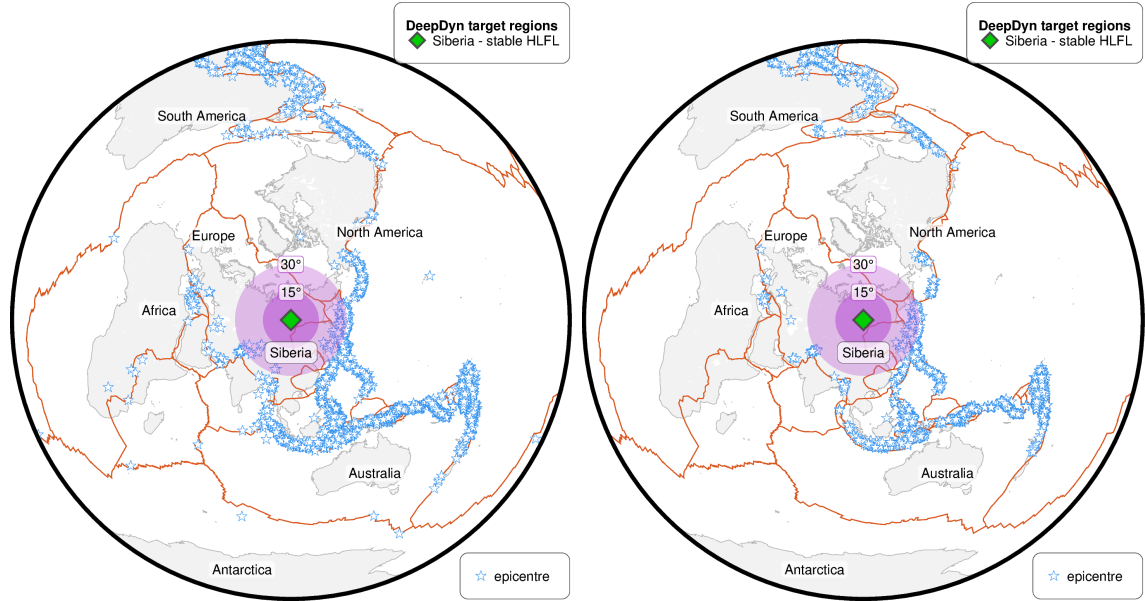 DeepDyn target regions
Siberia - stable HLFL
South America
Europe
North America
30°
15°
Africa
Siberia
Australia
Antarctica
epicentre
DeepDyn target regions
Siberia - stable HLFL
South America
Europe
North America
30°
15°
Africa
Siberia
Australia
Antarctica
epicentre